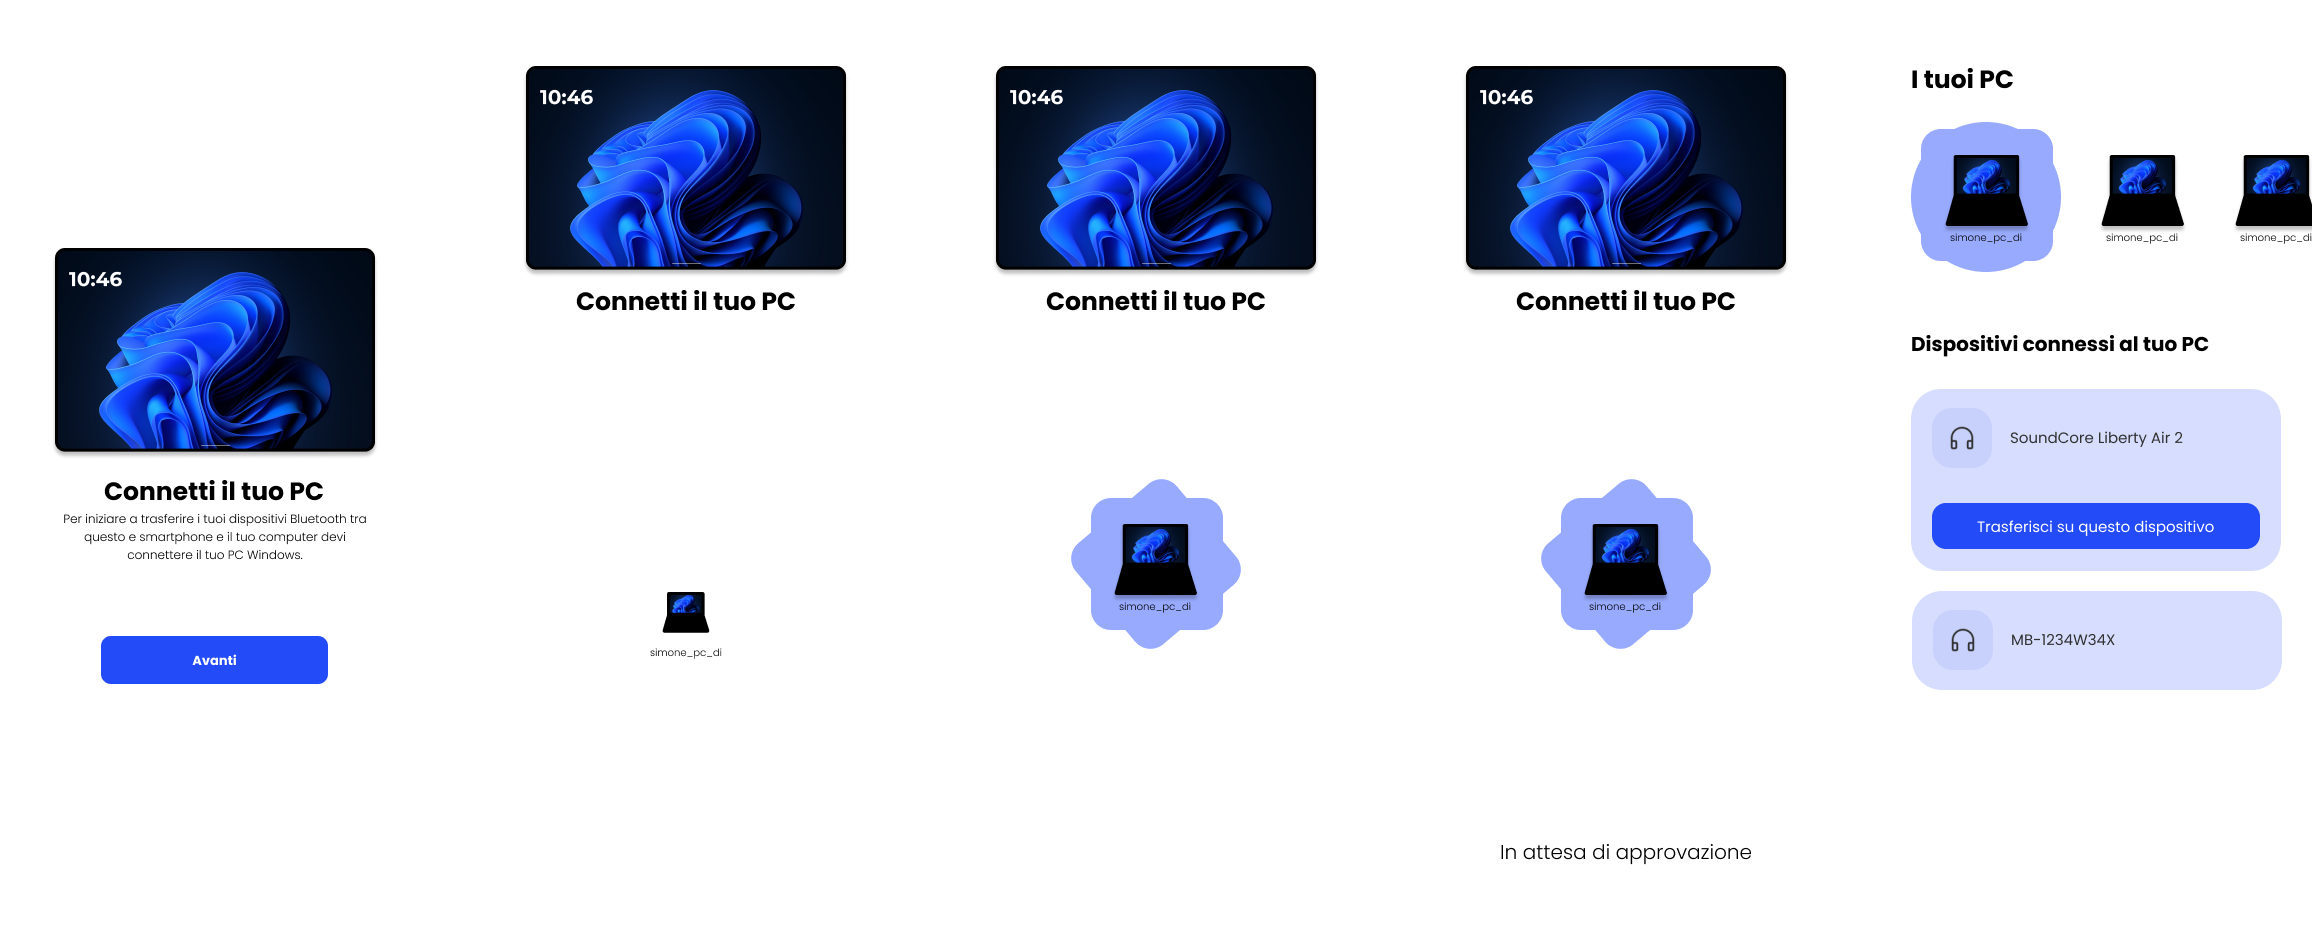 10:46
Connetti il tuo PC
Per iniziare a trasferire i tuoi dispositivi Bluetooth tra
questo e smartphone e il tuo computer devi
connettere il tuo PC Windows.
Avanti
10:46
Connetti il tuo PC
simone_pc_di
10:46
Connetti il tuo PC
simone_pc_di
10:46
Connetti il tuo PC
simone_pc_di
In attesa di approvazione
I tuoi PC
simone_pc_di
simone_pc_di
simone_pc_di
Dispositivi connessi al tuo PC
SoundCore Liberty Air 2
Trasferisci su questo dispositivo
MB-1234W34X